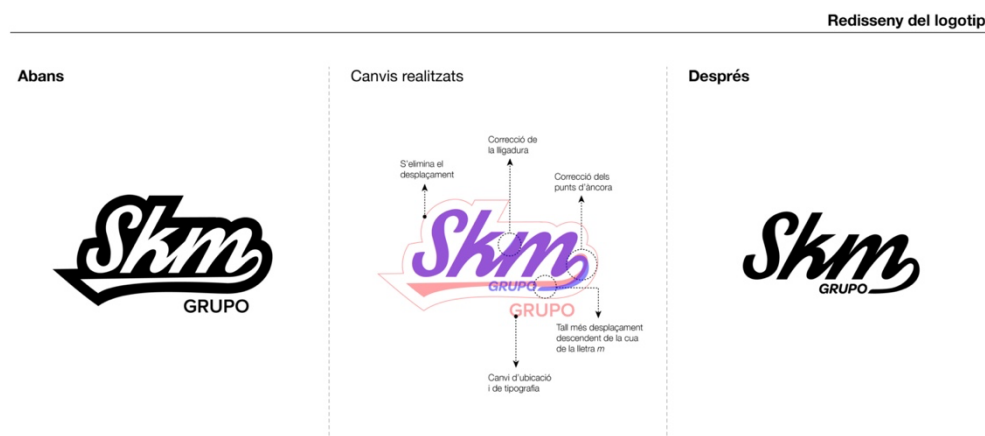 Redisseny del logotip
Abans
Canvis realitzats
Després
Skm
GRUPO
Correcció de
la lligadura
S'elimina el
desplaçament
Correcció dels
punts d'àncora
Skm
GRUPO
GRUPO
Tall més desplaçament
descendent de la cua
de la lletra m
Canvi d'ubicació
i de tipografia
Skm
GRUPO